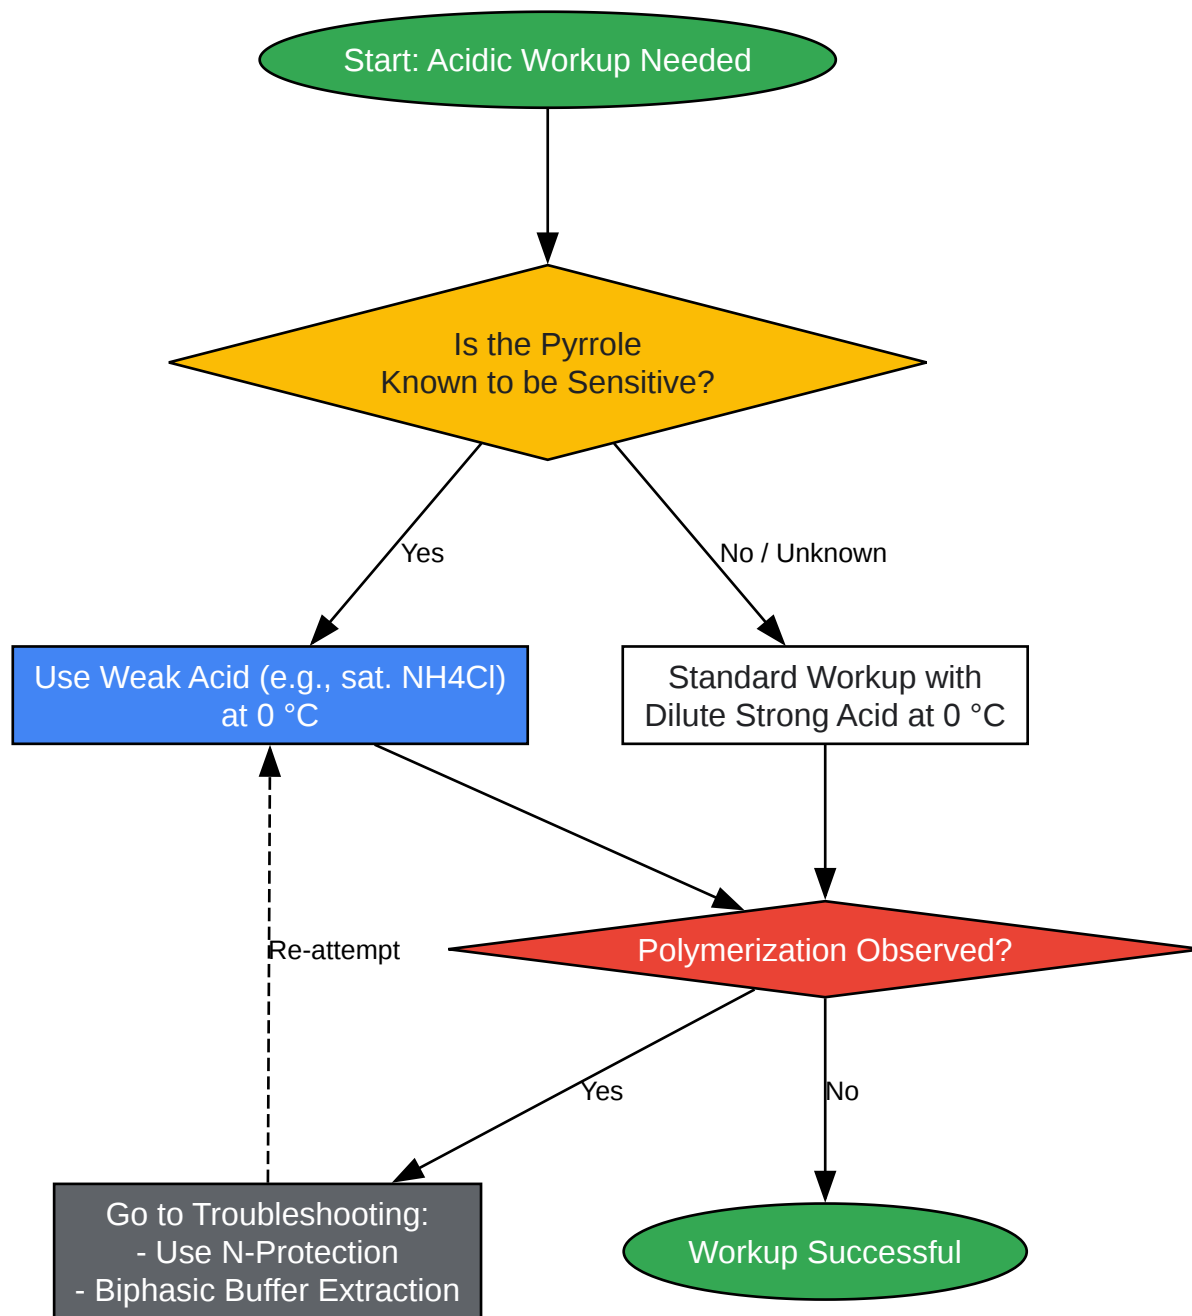 Start: Acidic Workup Needed
Is the Pyrrole
Known to be Sensitive?
Yes
No / Unknown
Use Weak Acid (e.g., sat. NH4Cl)
at 0 °C
Standard Workup with
Dilute Strong Acid at 0 °C
Re-attempt
Polymerization Observed?
Yes
No
Go to Troubleshooting:
- Use N-Protection
- Biphasic Buffer Extraction
Workup Successful